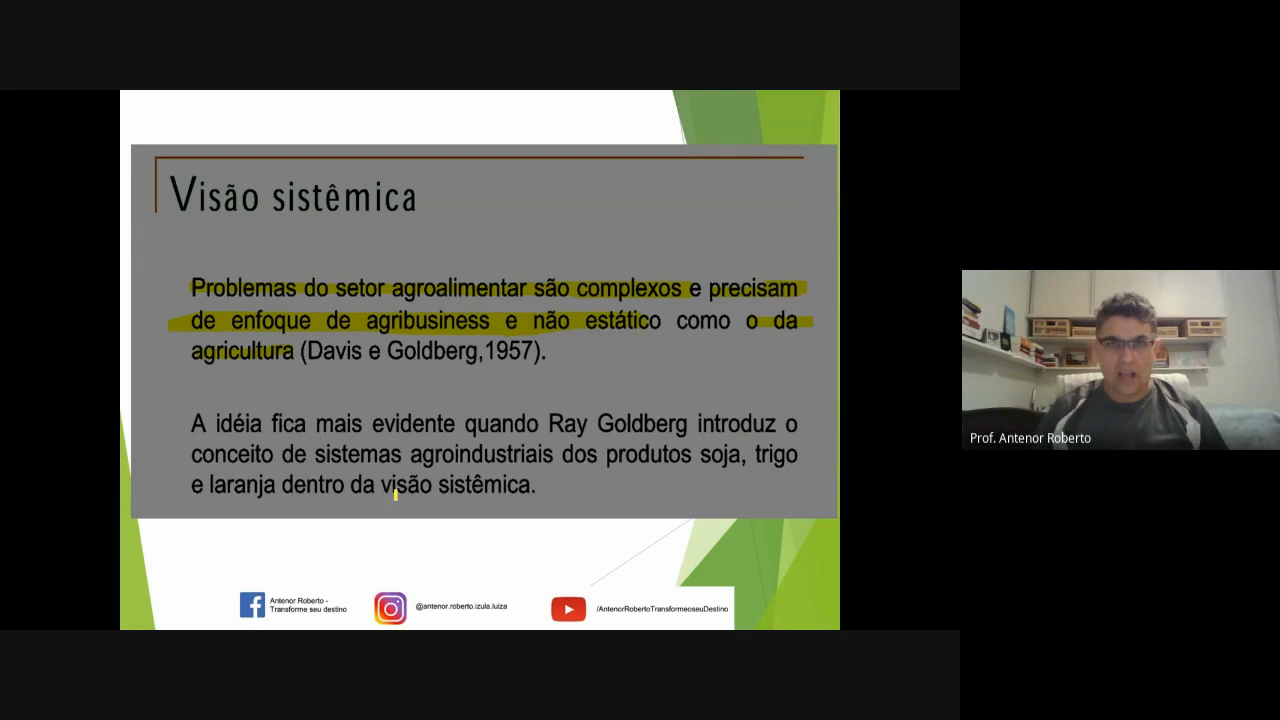 Visão sistêmica
Problemas do setor agroalimentar são complexos e precisam
de enfoque de agribusiness e não estático como o da
agricultura (Davis e Goldberg,1957).
A idéia fica mais evidente quando Ray Goldberg introduz o
conceito de sistemas agroindustriais dos produtos soja, trigo
e laranja dentro da visão sistêmica.
Antenor Roberto -
Transforme seu destino
@antenor.roberto.izula.luiza
/AntenorRobertoTransformeoseuDestino
Prof. Antenor Roberto